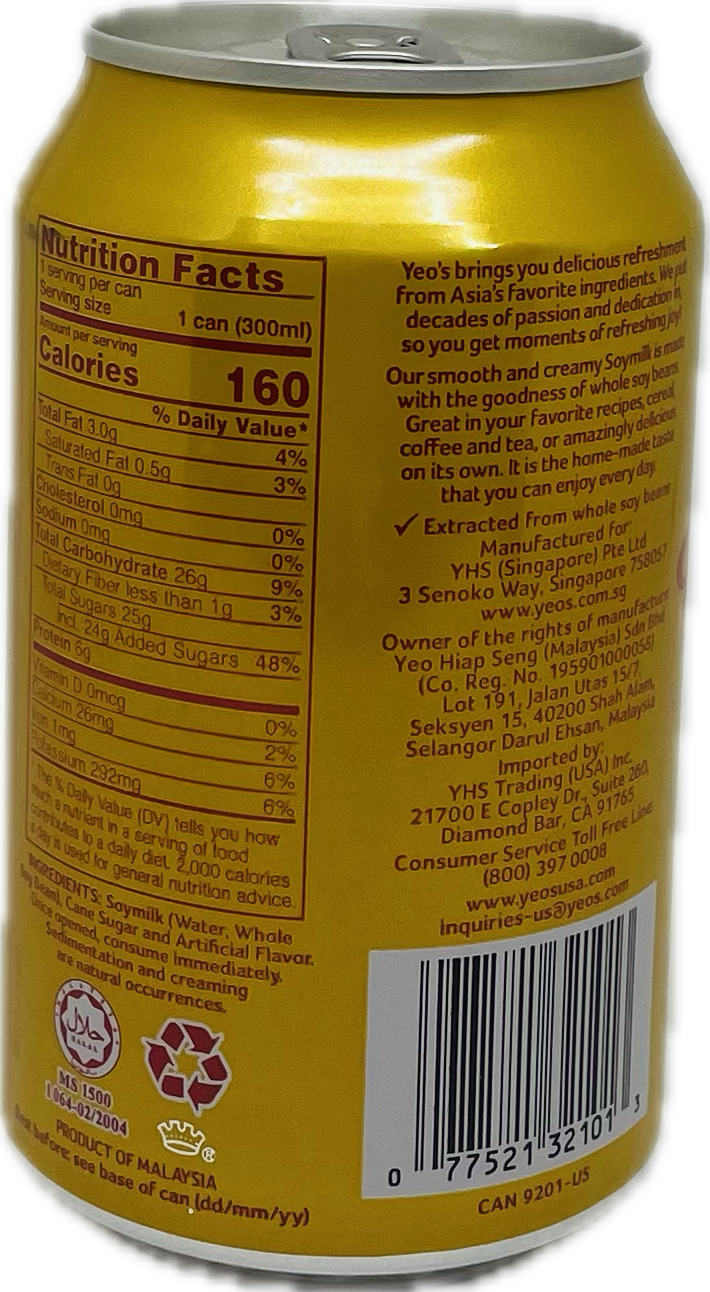 Nutrition Facts
1 serving per can
Serving size 1 can (300ml)
Amount per serving
Calories 160
% Daily Value*
Total Fat 3.0g 4%
Saturated Fat 0.5g 3%
Trans Fat 0g
Cholesterol 0mg 0%
Sodium 0mg 0%
Total Carbohydrate 26g 9%
Dietary Fiber less than 1g 3%
Total Sugars 25g
Incl. 24g Added Sugars 48%
Protein 6g
Vitamin D 0mcg 0%
Calcium 26mg 2%
Iron 1mg 6%
Potassium 292mg 6%
* The % Daily Value (DV) tells you how
much a nutrient in a serving of food
contributes to a daily diet. 2,000 calories
a day is used for general nutrition advice.
INGREDIENTS: Soymilk (Water, Whole
Soy Bean), Cane Sugar and Artificial Flavor.
Once opened, consume immediately.
Sedimentation and creaming
are natural occurrences.
حلال
HALAL
MS 1500
1 064-02/2004
®
PRODUCT OF MALAYSIA
Best before: see base of can (dd/mm/yy)
Yeo's brings you delicious refreshment
from Asia's favorite ingredients. We put
decades of passion and dedication in,
so you get moments of refreshing joy!
Our smooth and creamy Soymilk is made
with the goodness of whole soy beans.
Great in your favorite recipes, cereal,
coffee and tea, or amazingly delicious
on its own. It is the home-made taste
that you can enjoy every day.
✓ Extracted from whole soy beans
Manufactured for:
YHS (Singapore) Pte Ltd
3 Senoko Way, Singapore 758057
www.yeos.com.sg
Owner of the rights of manufacture:
Yeo Hiap Seng (Malaysia) Sdn Bhd
(Co. Reg. No. 195901000058)
Lot 191, Jalan Utas 15/7,
Seksyen 15, 40200 Shah Alam,
Selangor Darul Ehsan, Malaysia
Imported by:
YHS Trading (USA) Inc.
21700 E Copley Dr., Suite 260,
Diamond Bar, CA 91765
Consumer Service Toll Free Line:
(800) 397 0008
www.yeosusa.com
inquiries-us@yeos.com
0 77521 32101 3
CAN 9201-US